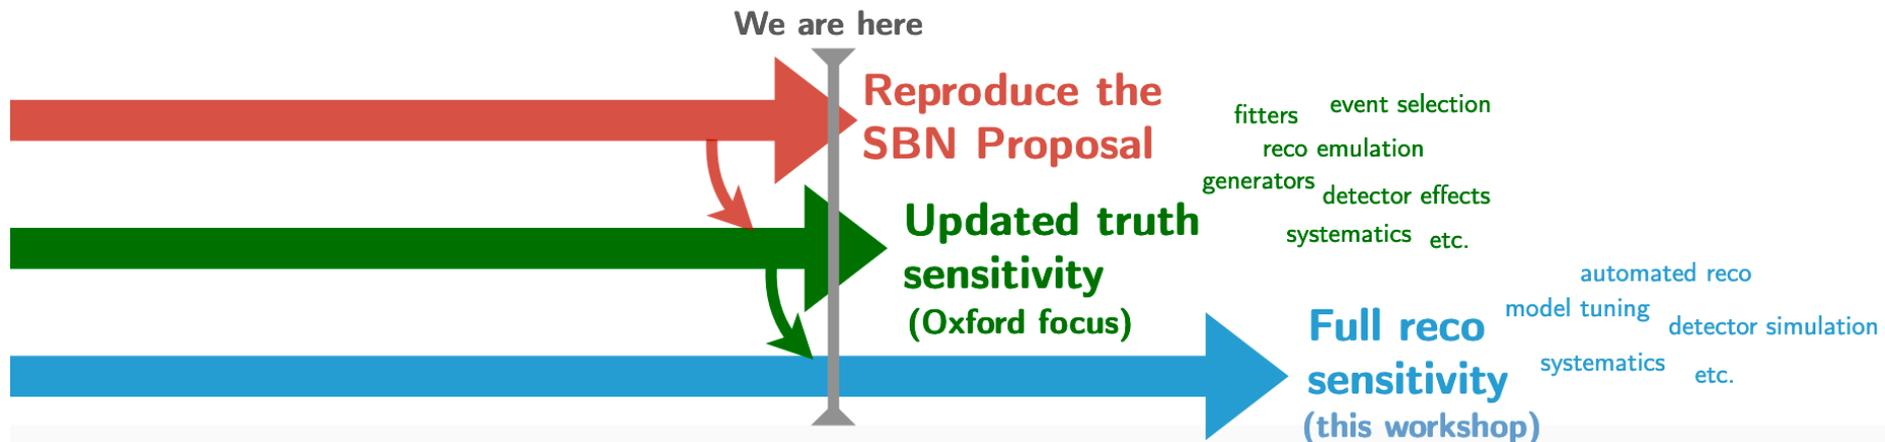 We are here
Reproduce the
SBN Proposal
fitters
event selection
reco emulation
generators
detector effects
systematics
etc.
Updated truth
sensitivity
(Oxford focus)
automated reco
model tuning
detector simulation
systematics
etc.
Full reco
sensitivity
(this workshop)